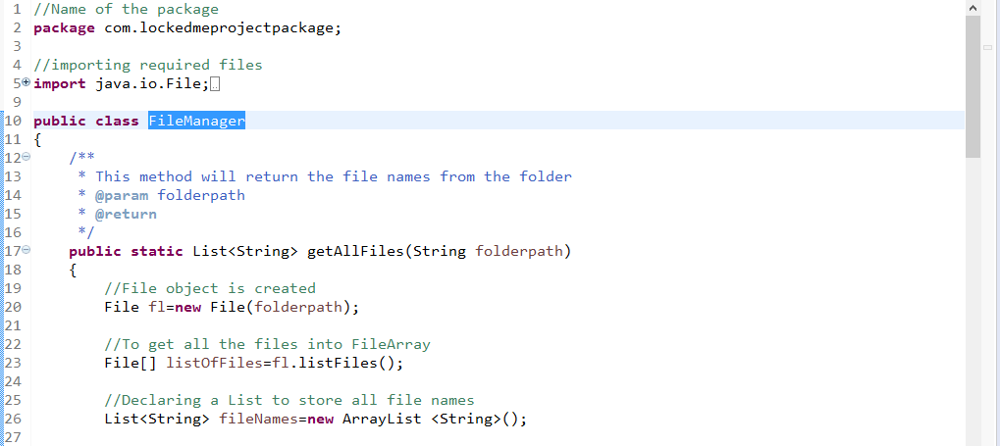 1 //Name of the package
2 package com.lockedmeprojectpackage;
3
4 //importing required files
5 import java.io.File;
9
10 public class FileManager
11 {
12 /**
13 * This method will return the file names from the folder
14 * @param folderpath
15 * @return
16 */
17 public static List<String> getAllFiles(String folderpath)
18 {
19 //File object is created
20 File fl=new File(folderpath);
21
22 //To get all the files into FileArray
23 File[] listOfFiles=fl.listFiles();
24
25 //Declaring a List to store all file names
26 List<String> fileNames=new ArrayList <String>();
27